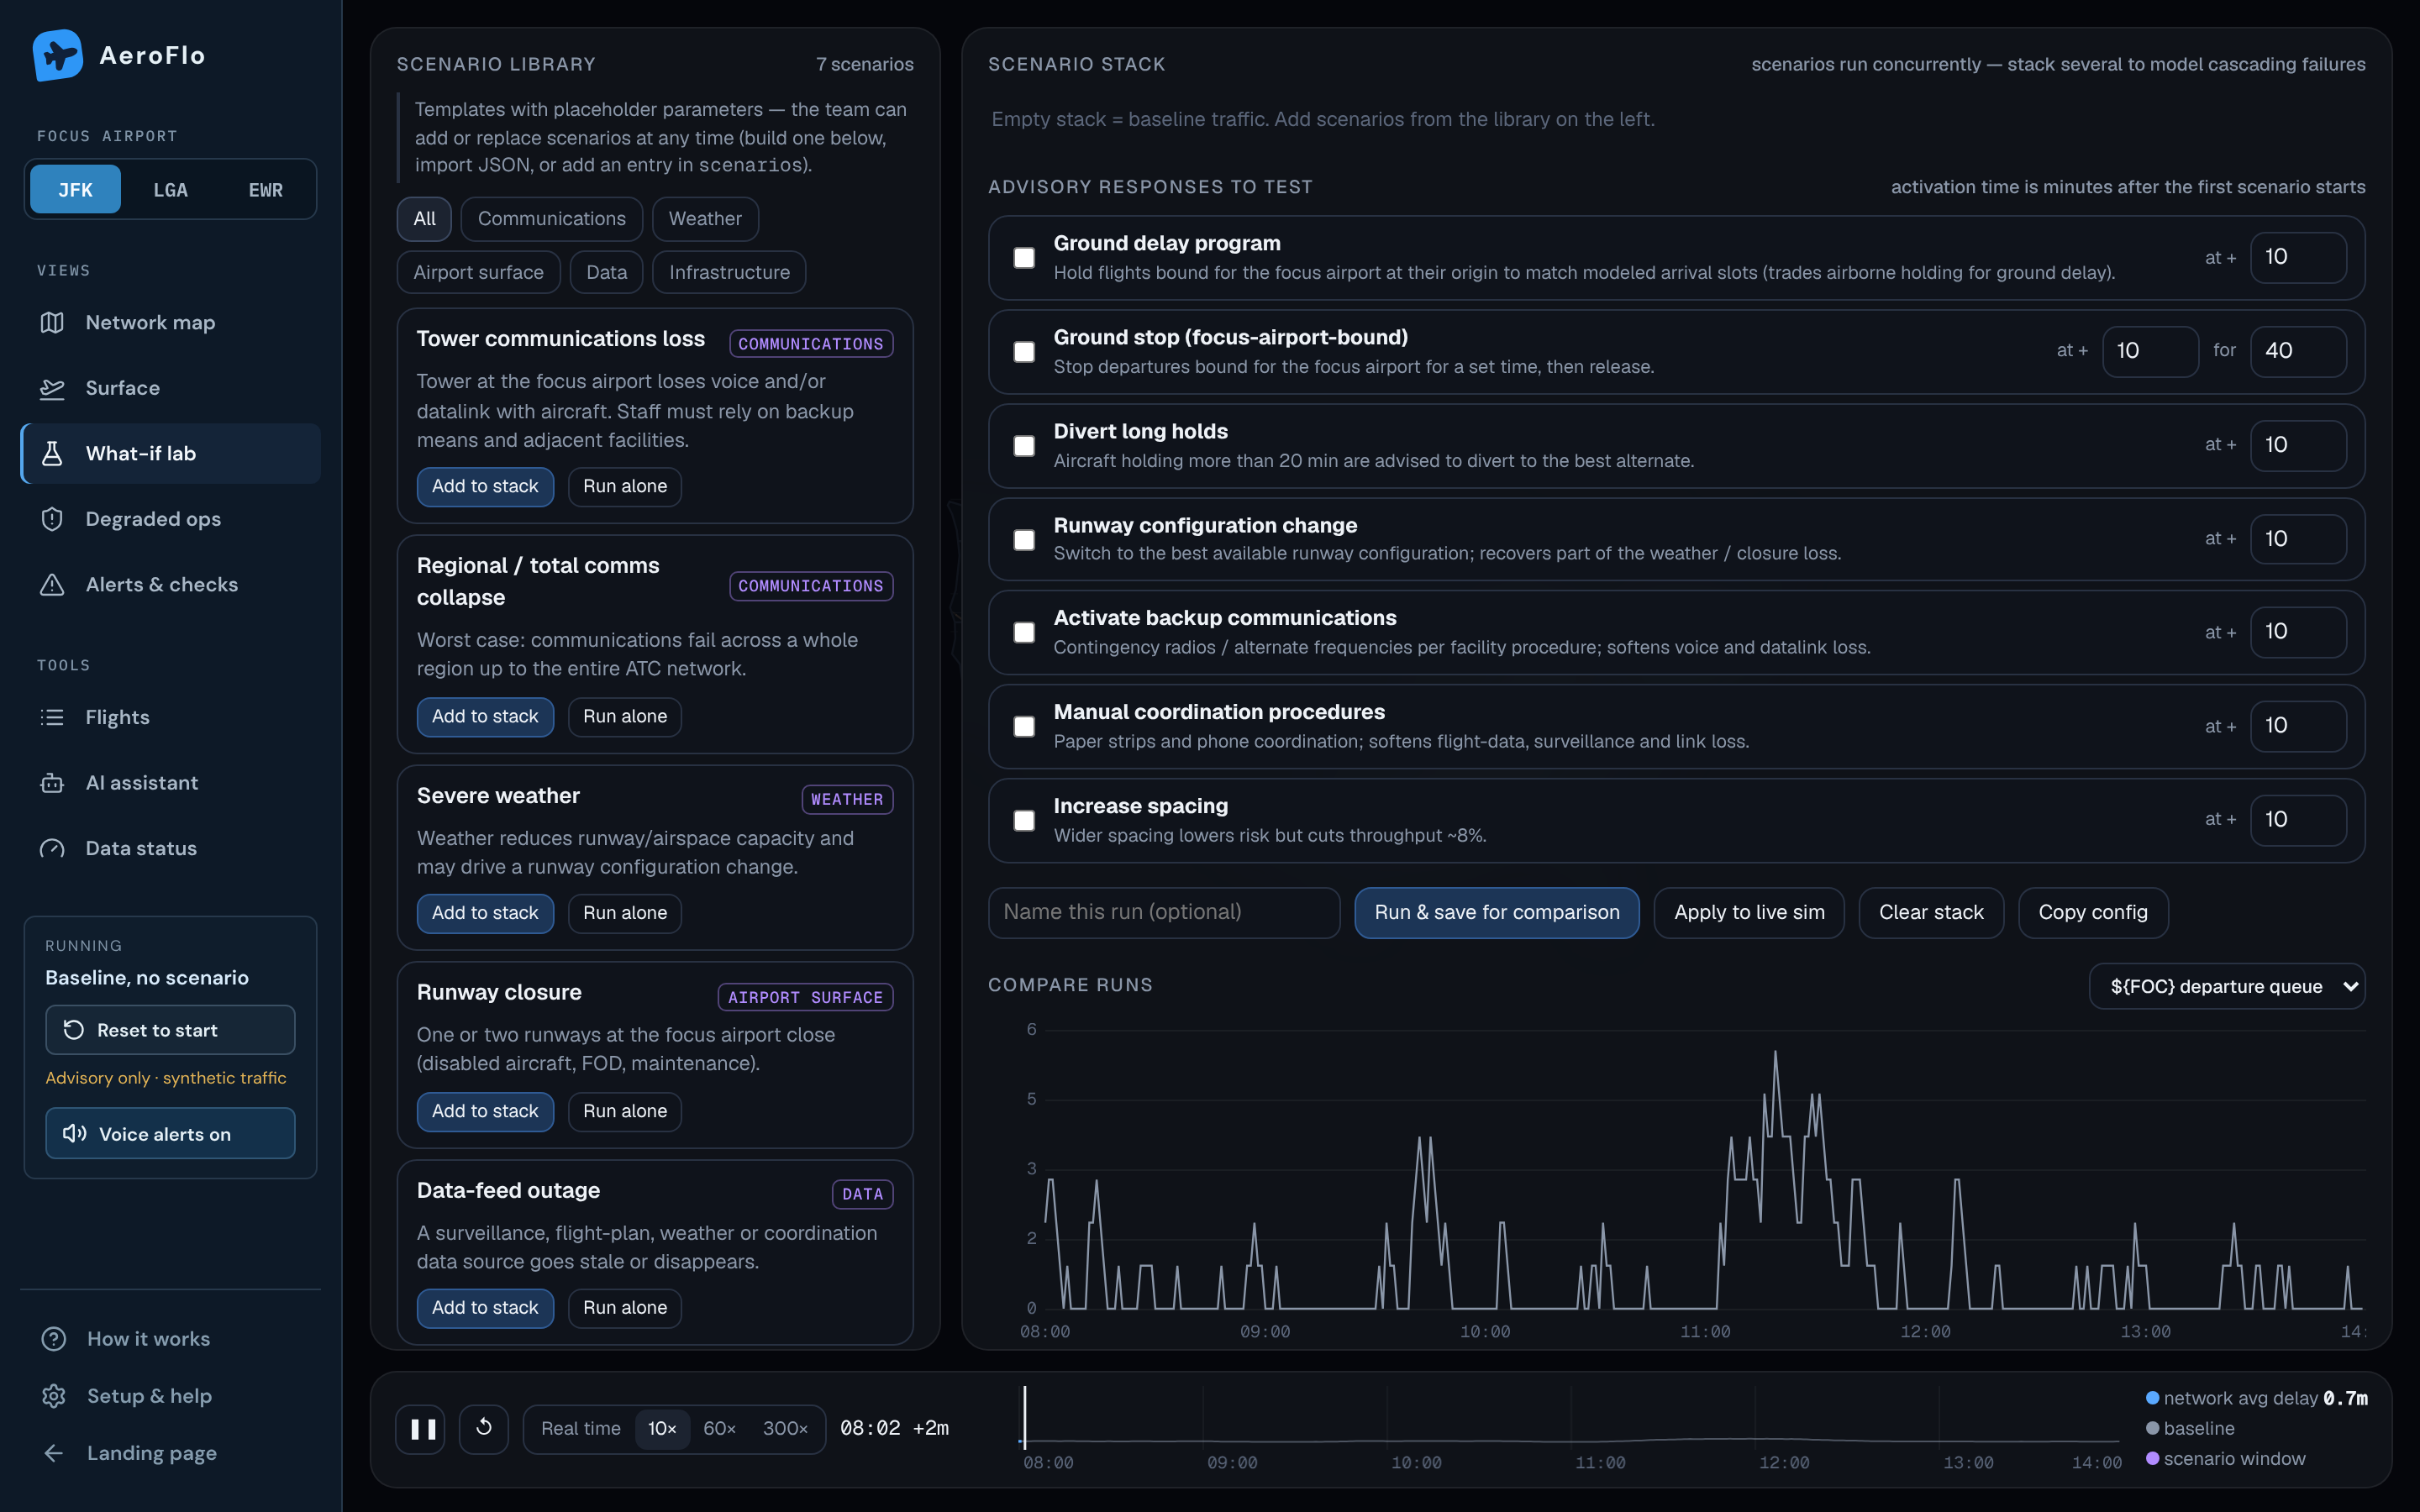 AeroFlo
FOCUS AIRPORT
JFK LGA EWR
VIEWS
Network map
Surface
What-if lab
Degraded ops
Alerts & checks
TOOLS
Flights
AI assistant
Data status
RUNNING
Baseline, no scenario
Reset to start
Advisory only · synthetic traffic
Voice alerts on
How it works
Setup & help
Landing page
SCENARIO LIBRARY 7 scenarios
Templates with placeholder parameters — the team can
add or replace scenarios at any time (build one below,
import JSON, or add an entry in scenarios).
All Communications Weather
Airport surface Data Infrastructure
Tower communications loss COMMUNICATIONS
Tower at the focus airport loses voice and/or
datalink with aircraft. Staff must rely on backup
means and adjacent facilities.
Add to stack Run alone
Regional / total comms
collapse COMMUNICATIONS
Worst case: communications fail across a whole
region up to the entire ATC network.
Add to stack Run alone
Severe weather WEATHER
Weather reduces runway/airspace capacity and
may drive a runway configuration change.
Add to stack Run alone
Runway closure AIRPORT SURFACE
One or two runways at the focus airport close
(disabled aircraft, FOD, maintenance).
Add to stack Run alone
Data-feed outage DATA
A surveillance, flight-plan, weather or coordination
data source goes stale or disappears.
Add to stack Run alone
SCENARIO STACK scenarios run concurrently — stack several to model cascading failures
Empty stack = baseline traffic. Add scenarios from the library on the left.
ADVISORY RESPONSES TO TEST activation time is minutes after the first scenario starts
Ground delay program at + 10
Hold flights bound for the focus airport at their origin to match modeled arrival slots (trades airborne holding for ground delay).
Ground stop (focus-airport-bound) at + 10 for 40
Stop departures bound for the focus airport for a set time, then release.
Divert long holds at + 10
Aircraft holding more than 20 min are advised to divert to the best alternate.
Runway configuration change at + 10
Switch to the best available runway configuration; recovers part of the weather / closure loss.
Activate backup communications at + 10
Contingency radios / alternate frequencies per facility procedure; softens voice and datalink loss.
Manual coordination procedures at + 10
Paper strips and phone coordination; softens flight-data, surveillance and link loss.
Increase spacing at + 10
Wider spacing lowers risk but cuts throughput ~8%.
Name this run (optional) Run & save for comparison Apply to live sim Clear stack Copy config
COMPARE RUNS ${FOC} departure queue
6
5
3
2
0
08:00 09:00 10:00 11:00 12:00 13:00 14:
Real time 10× 60× 300× 08:02 +2m
08:00 09:00 10:00 11:00 12:00 13:00 14:00
network avg delay 0.7m
baseline
scenario window